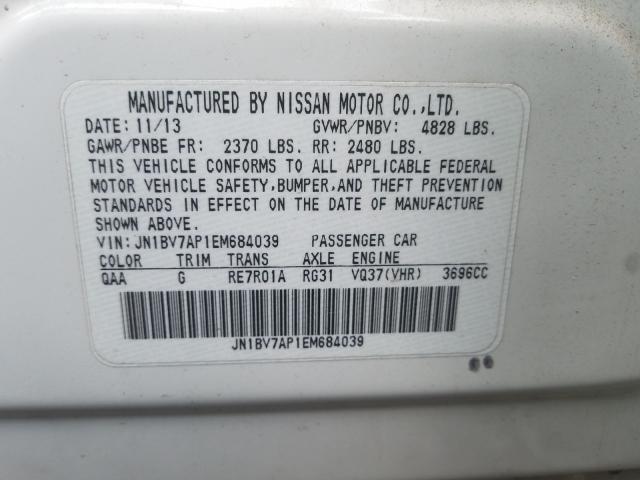 MANUFACTURED BY NISSAN MOTOR CO.,LTD.
DATE: 11/13 GVWR/PNBV: 4828 LBS.
GAWR/PNBE FR: 2370 LBS. RR: 2480 LBS.
THIS VEHICLE CONFORMS TO ALL APPLICABLE FEDERAL
MOTOR VEHICLE SAFETY,BUMPER,AND THEFT PREVENTION
STANDARDS IN EFFECT ON THE DATE OF MANUFACTURE
SHOWN ABOVE.
VIN: JN1BV7AP1EM684039 PASSENGER CAR
COLOR TRIM TRANS AXLE ENGINE
QAA G RE7R01A RG31 VQ37(VHR) 3696CC
JN1BV7AP1EM684039